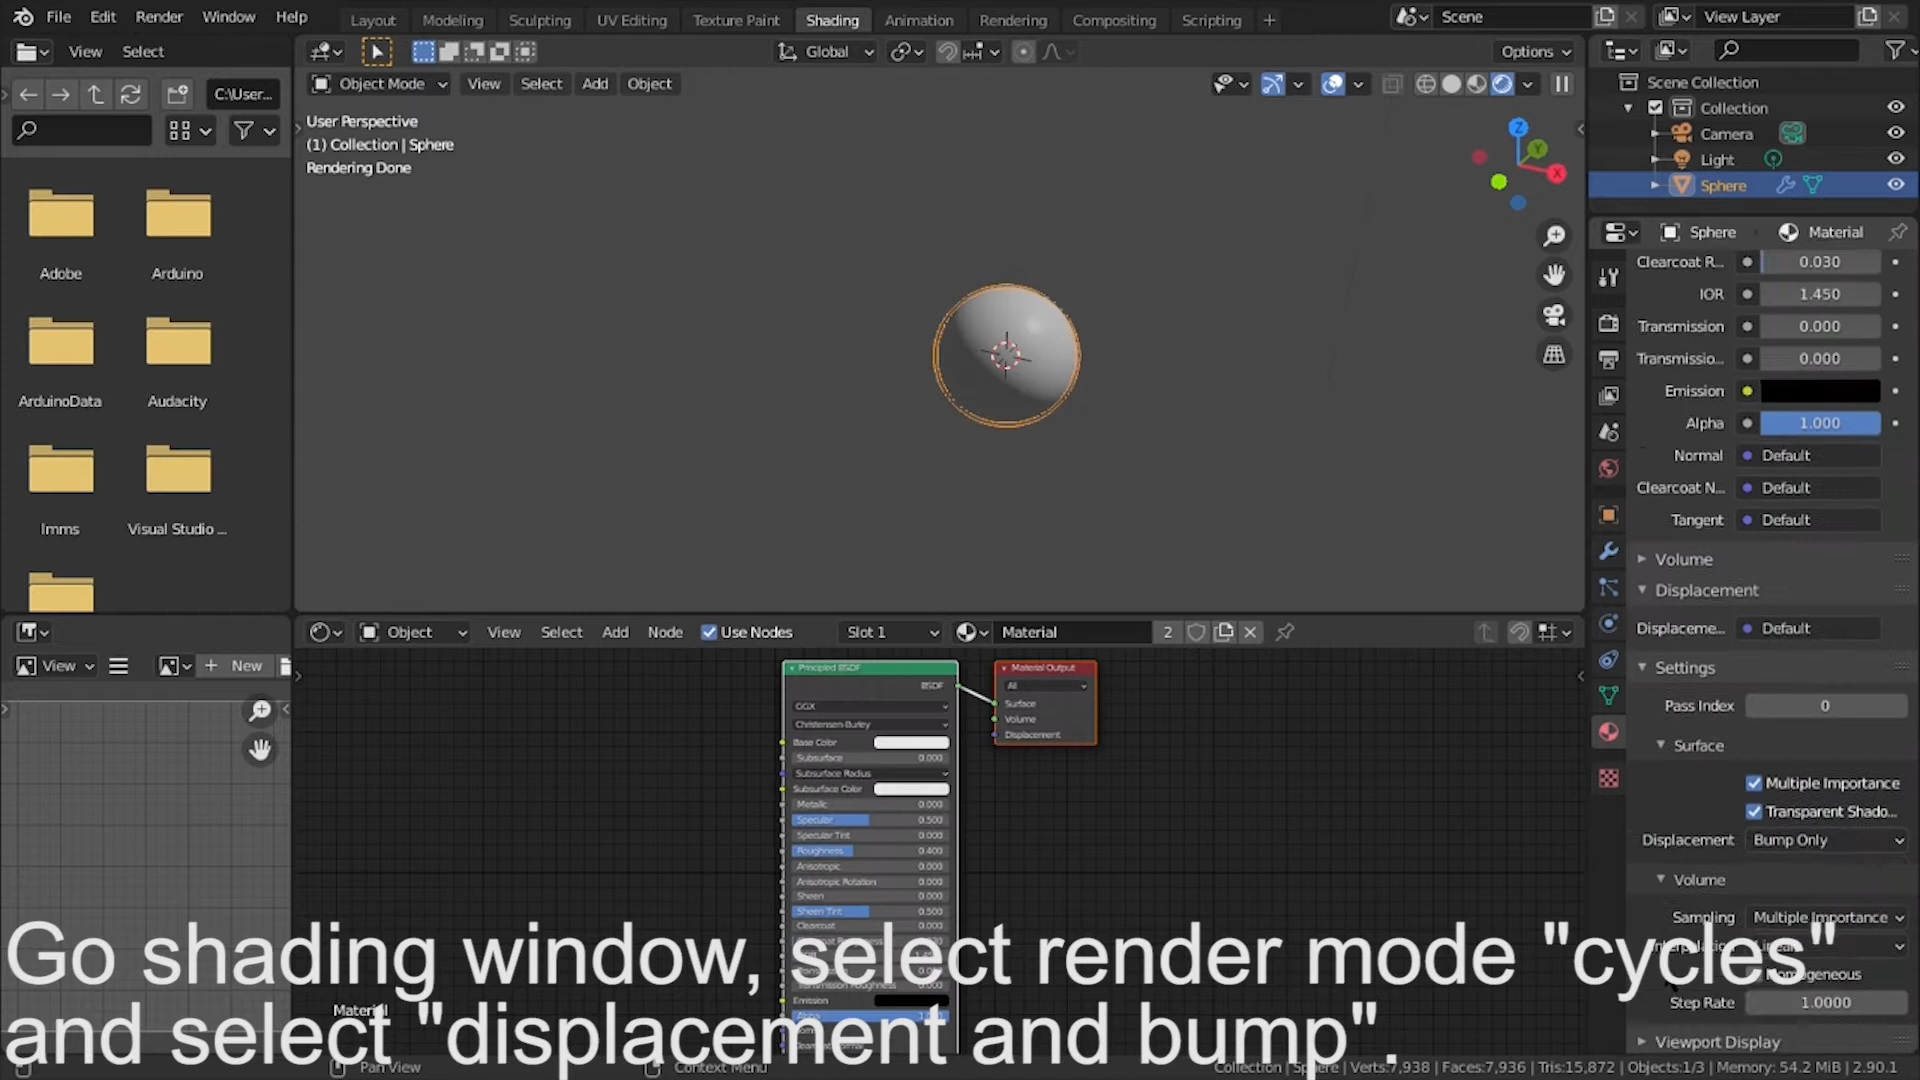 File Edit Render Window Help
Layout Modeling Sculpting UV Editing Texture Paint Shading Animation Rendering Compositing Scripting +
Scene
View Layer
View Select
Global
Options
C:\User...
Object Mode View Select Add Object
User Perspective
(1) Collection | Sphere
Rendering Done
Z
Y
X
Adobe
Arduino
ArduinoData
Audacity
Imms
Visual Studio ...
Scene Collection
Collection
Camera
Light
Sphere
Sphere Material
Clearcoat R... 0.030
IOR 1.450
Transmission 0.000
Transmissio... 0.000
Emission
Alpha 1.000
Normal Default
Clearcoat N... Default
Tangent Default
Volume
Displacement
Displaceme... Default
Settings
Pass Index 0
Surface
Multiple Importance
Transparent Shado...
Displacement Bump Only
Volume
Sampling Multiple Importance
Step Rate 1.0000
Viewport Display
Object View Select Add Node Use Nodes Slot 1 Material 2
View + New
Principled BSDF
BSDF
GGX
Christensen-Burley
Base Color
Subsurface 0.000
Subsurface Radius
Subsurface Color
Metallic 0.000
Specular 0.500
Specular Tint 0.000
Roughness 0.400
Anisotropic 0.000
Anisotropic Rotation 0.000
Sheen 0.000
Sheen Tint 0.500
Clearcoat 0.000
Emission
Material Output
All
Surface
Volume
Displacement
Go shading window, select render mode "cycles"
and select "displacement and bump".
Material
Pan View
Context Menu
Collection | Sphere | Verts:7,938 | Faces:7,936 | Tris:15,872 | Objects:1/3 | Memory: 54.2 MiB | 2.90.1